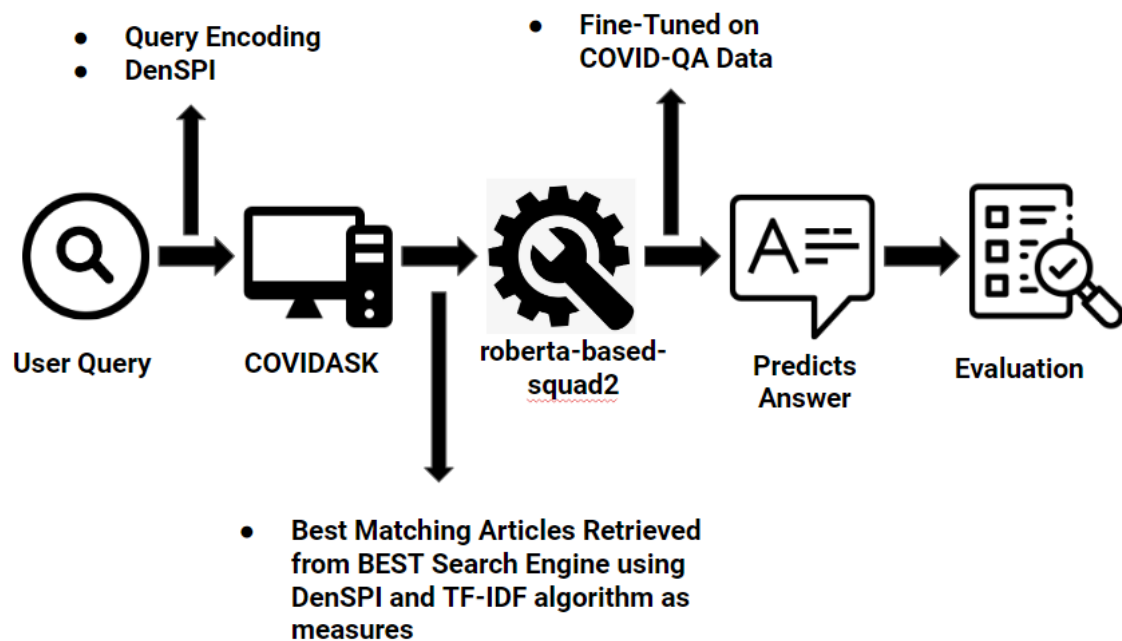 ● Query Encoding
● DenSPI
● Fine-Tuned on
COVID-QA Data
User Query
COVIDASK
roberta-based-
squad2
Predicts
Answer
Evaluation
● Best Matching Articles Retrieved
from BEST Search Engine using
DenSPI and TF-IDF algorithm as
measures